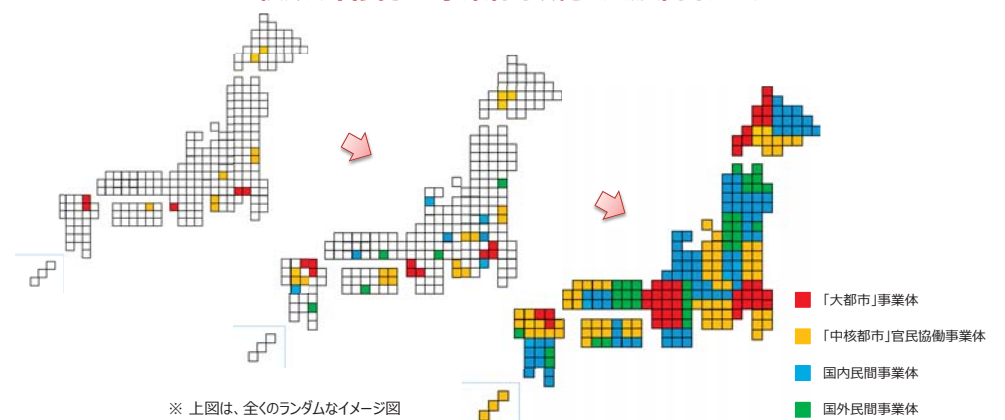 「大都市」事業体
「中核都市」官民協働事業体
国内民間事業体
国外民間事業体
※ 上図は、全くのランダムなイメージ図